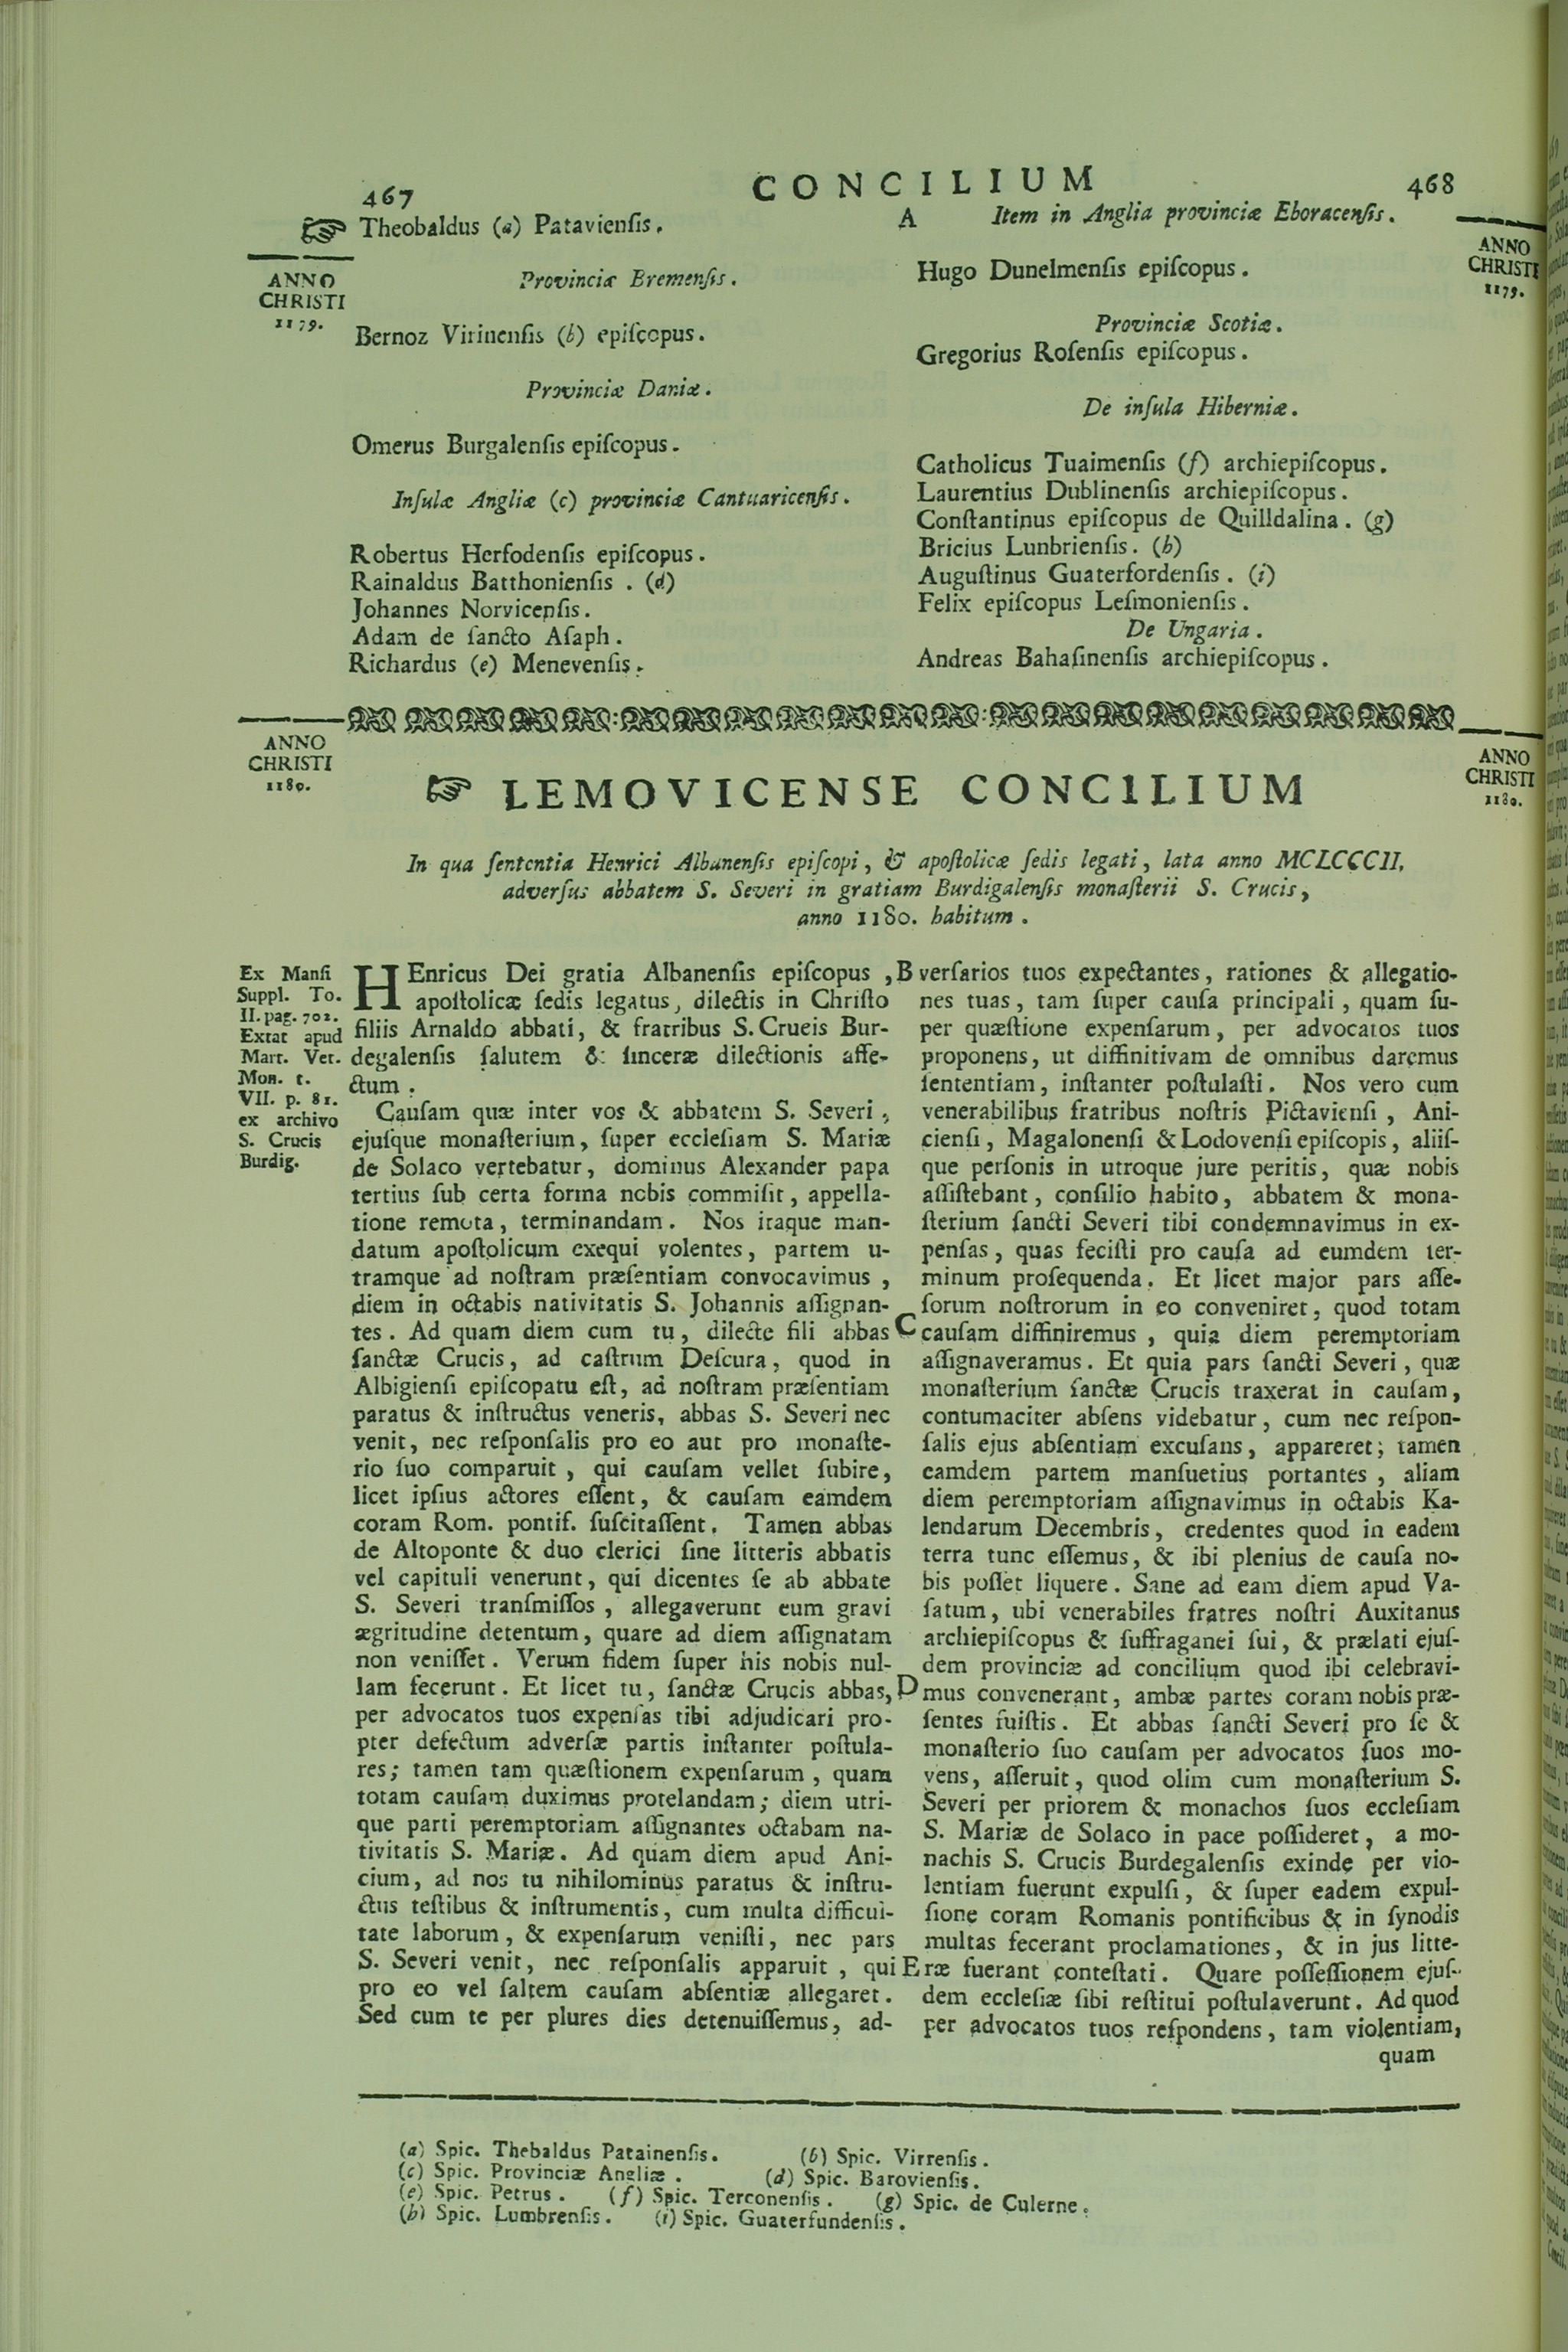 467
CONCILIUM
468
☞ Theobaldus (a) Pataviensis.
ANNO
CHRISTI
1179.
Provinciæ Bremensis.
Bernoz Virinensis (b) episcopus.
Provinciæ Daniæ.
Omerus Burgalensis episcopus.
Insulæ Angliæ (c) provinciæ Cantuaricensis.
Robertus Herfodensis episcopus.
Rainaldus Batthoniensis. (d)
Johannes Norvicensis.
Adam de sancto Asaph.
Richardus (e) Menevensis.
A
Item in Anglia provinciæ Eboracensis.
ANNO
CHRISTI
1179.
Hugo Dunelmensis episcopus.
Provinciæ Scotiæ.
Gregorius Rosensis episcopus.
De insula Hiberniæ.
Catholicus Tuaimensis (f) archiepiscopus.
Laurentius Dublinensis archiepiscopus.
Constantinus episcopus de Quilldalina. (g)
Bricius Lunbriensis. (h)
Augustinus Guaterfordensis. (i)
Felix episcopus Lesmoniensis.
De Ungaria.
Andreas Bahasinensis archiepiscopus.
ANNO
CHRISTI
1180.
ANNO
CHRISTI
1180.
☞ LEMOVICENSE CONCILIUM
In qua sententia Henrici Albanensis episcopi, & apostolicæ sedis legati, lata anno MCLCCCII,
adversus abbatem S. Severi in gratiam Burdigalensis monasterii S. Crucis,
anno 1180. habitum.
Ex Mansi
Suppl. To.
II. pag. 702.
Extat apud
Mart. Vet.
Mon. t.
VII. p. 81.
ex archivo
S. Crucis
Burdig.
HEnricus Dei gratia Albanensis episcopus,
apostolicæ sedis legatus, dilectis in Christo
filiis Arnaldo abbati, & fratribus S. Crueis Bur-
degalensis salutem & sinceræ dilectionis affe-
ctum.
Causam quæ inter vos & abbatem S. Severi,
ejusque monasterium, super ecclesiam S. Mariæ
de Solaco vertebatur, dominus Alexander papa
tertius sub certa forma nobis commisit, appella-
tione remota, terminandam. Nos itaque man-
datum apostolicum exequi volentes, partem u-
tramque ad nostram præsentiam convocavimus,
diem in octabis nativitatis S. Johannis assignan-
tes. Ad quam diem cum tu, dilecte fili abbas
sanctæ Crucis, ad castrum Descura, quod in
Albigiensi episcopatu est, ad nostram præsentiam
paratus & instructus veneris, abbas S. Severi nec
venit, nec responsalis pro eo aut pro monaste-
rio suo comparuit, qui causam vellet subire,
licet ipsius actores essent, & causam eamdem
coram Rom. pontif. suscitassent. Tamen abbas
de Altoponte & duo clerici sine litteris abbatis
vel capituli venerunt, qui dicentes se ab abbate
S. Severi transmissos, allegaverunt eum gravi
ægritudine detentum, quare ad diem assignatam
non venisset. Verum fidem super his nobis nul-
lam fecerunt. Et licet tu, sanctæ Crucis abbas,
per advocatos tuos expensas tibi adjudicari pro-
pter defectum adversæ partis instanter postula-
res; tamen tam quæstionem expensarum, quam
totam causam duximus protelandam; diem utri-
que parti peremptoriam assignantes octabam na-
tivitatis S. Mariæ. Ad quam diem apud Ani-
cium, ad nos tu nihilominus paratus & instru-
ctus testibus & instrumentis, cum multa difficul-
tate laborum, & expensarum venisti, nec pars
S. Severi venit, nec responsalis apparuit, qui
pro eo vel saltem causam absentiæ allegaret.
Sed cum te per plures dies detenuissemus, ad-
B versarios tuos expectantes, rationes & allegatio-
nes tuas, tam super causa principali, quam su-
per quæstione expensarum, per advocatos tuos
proponens, ut diffinitivam de omnibus daremus
sententiam, instanter postulasti. Nos vero cum
venerabilibus fratribus nostris Pictaviensi, Ani-
ciensi, Magalonensi & Lodovensi episcopis, aliis-
que personis in utroque jure peritis, quæ nobis
assistebant, consilio habito, abbatem & mona-
sterium sancti Severi tibi condemnavimus in ex-
pensas, quas fecisti pro causa ad eumdem ter-
minum prosequenda. Et licet major pars asse-
sorum nostrorum in eo conveniret, quod totam
C causam diffiniremus, quia diem peremptoriam
assignaveramus. Et quia pars sancti Severi, quæ
monasterium sanctæ Crucis traxerat in causam,
contumaciter absens videbatur, cum nec respon-
salis ejus absentiam excusans, appareret; tamen
eamdem partem mansuetius portantes, aliam
diem peremptoriam assignavimus in octabis Ka-
lendarum Decembris, credentes quod in eadem
terra tunc essemus, & ibi plenius de causa no-
bis posset liquere. Sane ad eam diem apud Va-
satum, ubi venerabiles fratres nostri Auxitanus
archiepiscopus & suffraganei sui, & prælati ejus-
dem provinciæ ad concilium quod ibi celebravi-
D mus convenerant, ambæ partes coram nobis præ-
sentes fuistis. Et abbas sancti Severi pro se &
monasterio suo causam per advocatos suos mo-
vens, asseruit, quod olim cum monasterium S.
Severi per priorem & monachos suos ecclesiam
S. Mariæ de Solaco in pace possideret, a mo-
nachis S. Crucis Burdegalensis exinde per vio-
lentiam fuerunt expulsi, & super eadem expul-
sione coram Romanis pontificibus & in synodis
multas fecerant proclamationes, & in jus litte-
E ræ fuerant contestati. Quare possessionem ejus-
dem ecclesiæ sibi restitui postulaverunt. Ad quod
per advocatos tuos respondens, tam violentiam,
quam
(a) Spic. Thebaldus Patainensis. (b) Spic. Virrensis.
(c) Spic. Provinciæ Angliæ. (d) Spic. Baroviensis.
(e) Spic. Petrus. (f) Spic. Terconensis. (g) Spic. de Culerne.
(h) Spic. Lumbrensis. (i) Spic. Guaterfundensis.